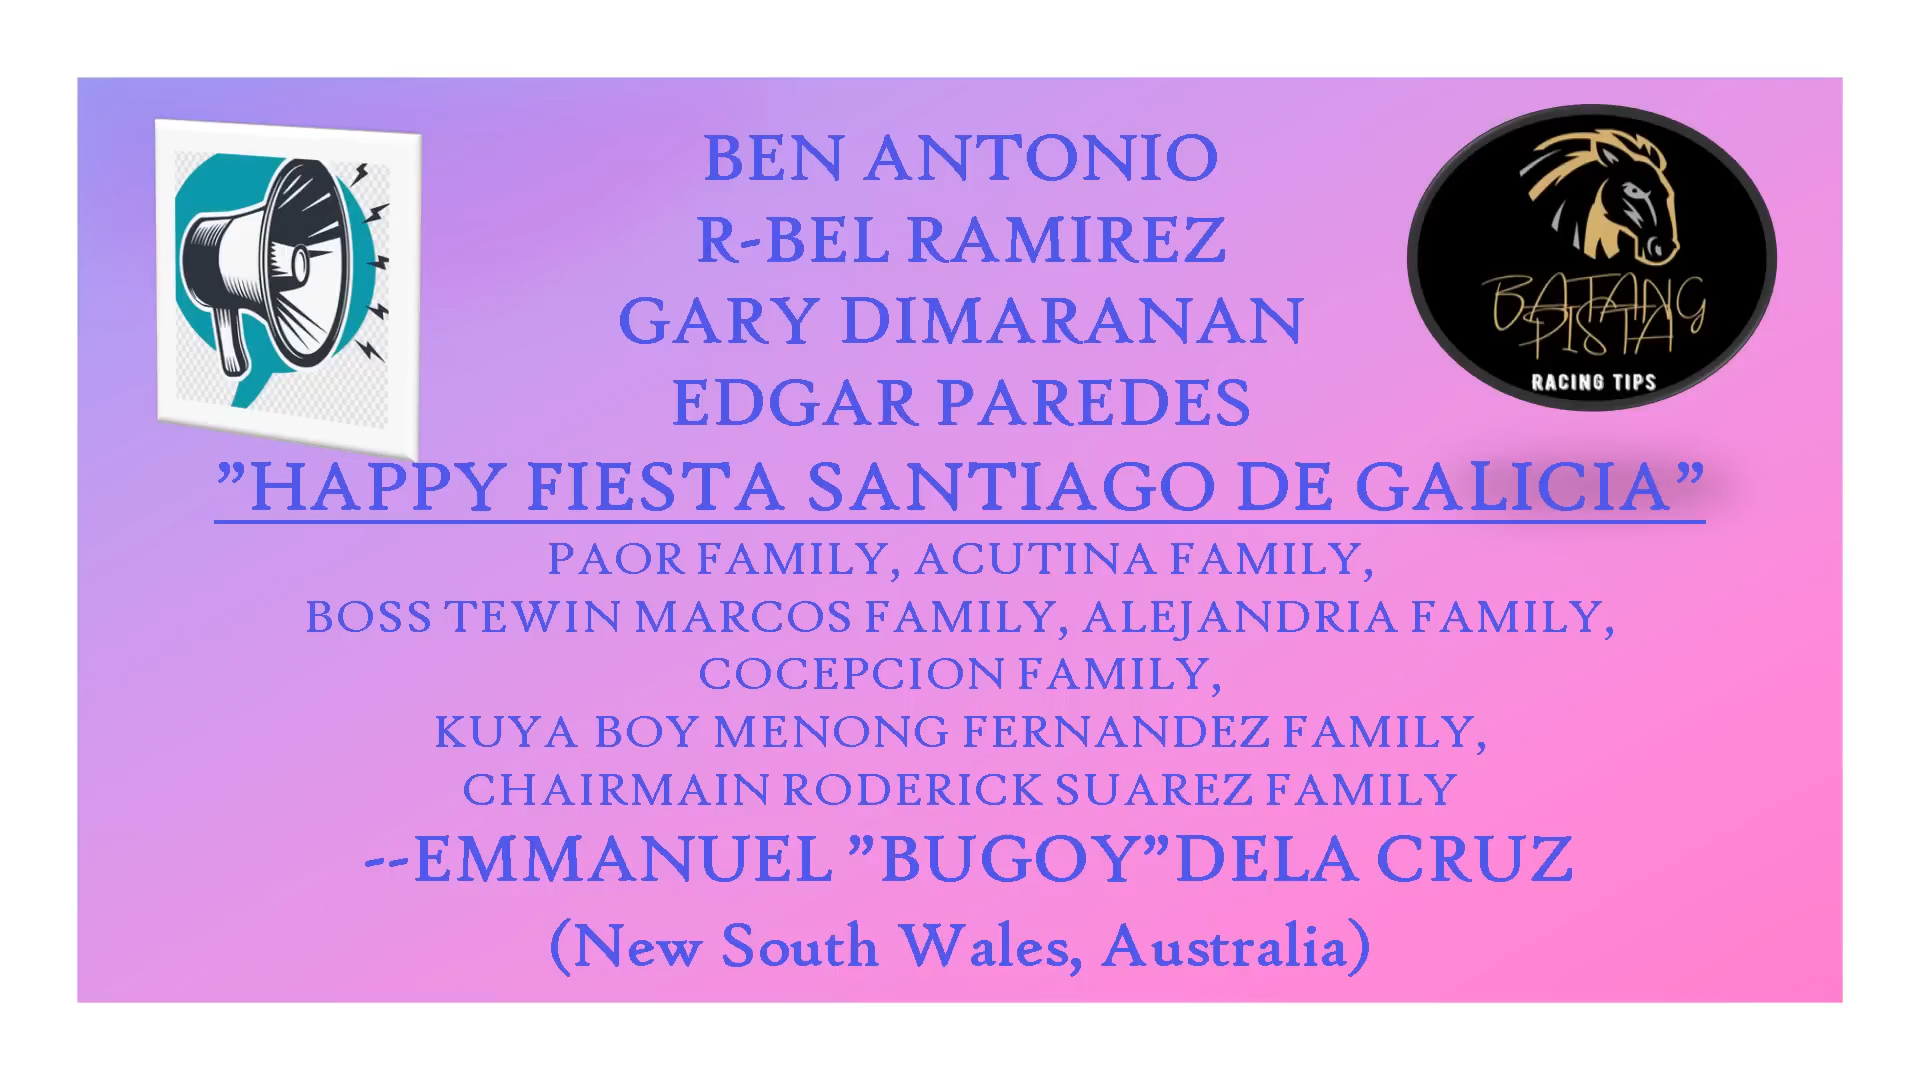 BEN ANTONIO
R-BEL RAMIREZ
GARY DIMARANAN
EDGAR PAREDES
”HAPPY FIESTA SANTIAGO DE GALICIA”
PAOR FAMILY, ACUTINA FAMILY,
BOSS TEWIN MARCOS FAMILY, ALEJANDRIA FAMILY,
COCEPCION FAMILY,
KUYA BOY MENONG FERNANDEZ FAMILY,
CHAIRMAIN RODERICK SUAREZ FAMILY
--EMMANUEL ”BUGOY”DELA CRUZ
(New South Wales, Australia)
BATANG
PISTA
RACING TIPS